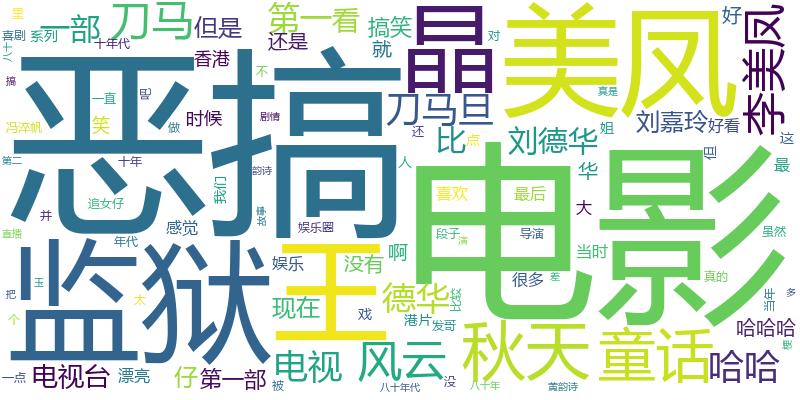 里
一部
刀马
但是
第一看
搞笑
晶
美凤
好
李美凤
喜剧
系列
十年代
香港
还是
就
对
八十
搞
恶搞
一直
昆
不
刀马旦
真是
时候
还
姐
刘嘉玲
好看
冯淬帆
笑
做
剧情
比
点
刘德华
但
这
第二
十年
韵诗
人
电影
华
最
追女仔
我们
喜欢
最后
并
感觉
故事
娱乐圈
段子
演
导演
大
虽然
直播
年代
监狱
王
啊
当时
娱乐
没有
比较
差
很多
真的
玉
把
太
现在
德华
当年
多
个
戏
港片
发哥
哈哈哈
秋天
童话
电视
风云
哈哈
一点
电视台
漂亮
仔
第一部
被
八十年代
没
八十年
黄韵诗